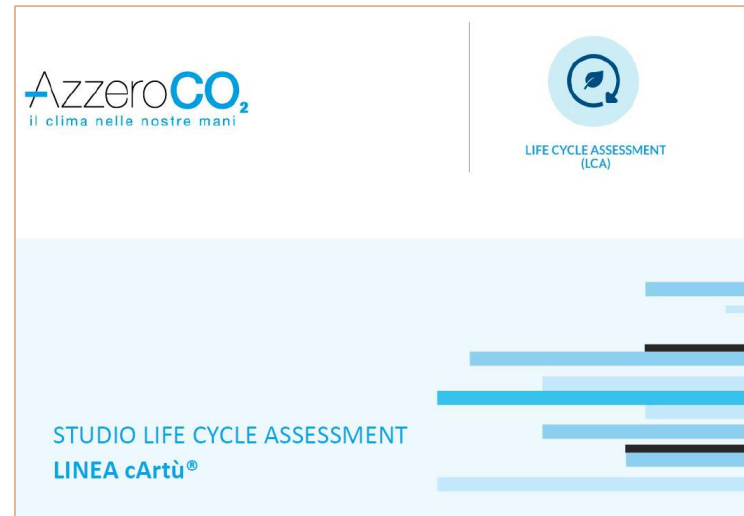 AzzeroCO₂
il clima nelle nostre mani
LIFE CYCLE ASSESSMENT
(LCA)
STUDIO LIFE CYCLE ASSESSMENT
LINEA cArtù®